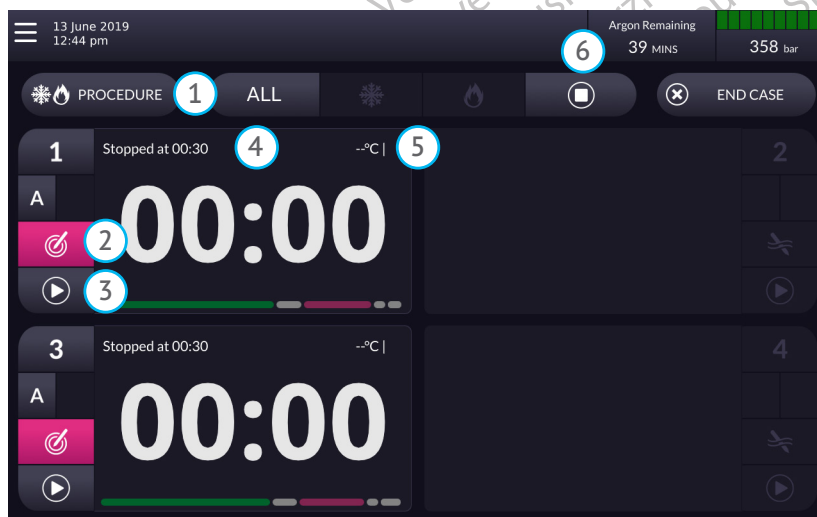 13 June 2019
12:44 pm
Argon Remaining
39 MINS
358 bar
6
PROCEDURE
1
ALL
END CASE
1
Stopped at 00:30
4
--°C |
5
2
A
00:00
2
3
3
Stopped at 00:30
--°C |
4
A
00:00